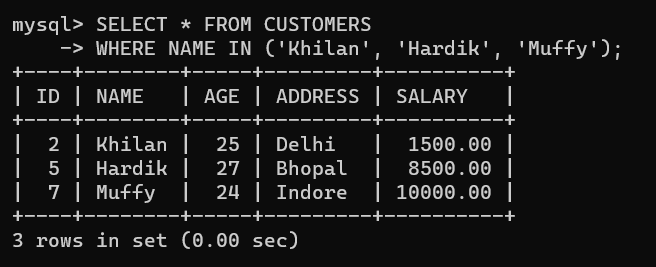 mysql> SELECT * FROM CUSTOMERS
    -> WHERE NAME IN ('Khilan', 'Hardik', 'Muffy');
+----+--------+-----+---------+----------+
| ID | NAME   | AGE | ADDRESS | SALARY   |
+----+--------+-----+---------+----------+
|  2 | Khilan |  25 | Delhi   |  1500.00 |
|  5 | Hardik |  27 | Bhopal  |  8500.00 |
|  7 | Muffy  |  24 | Indore  | 10000.00 |
+----+--------+-----+---------+----------+
3 rows in set (0.00 sec)